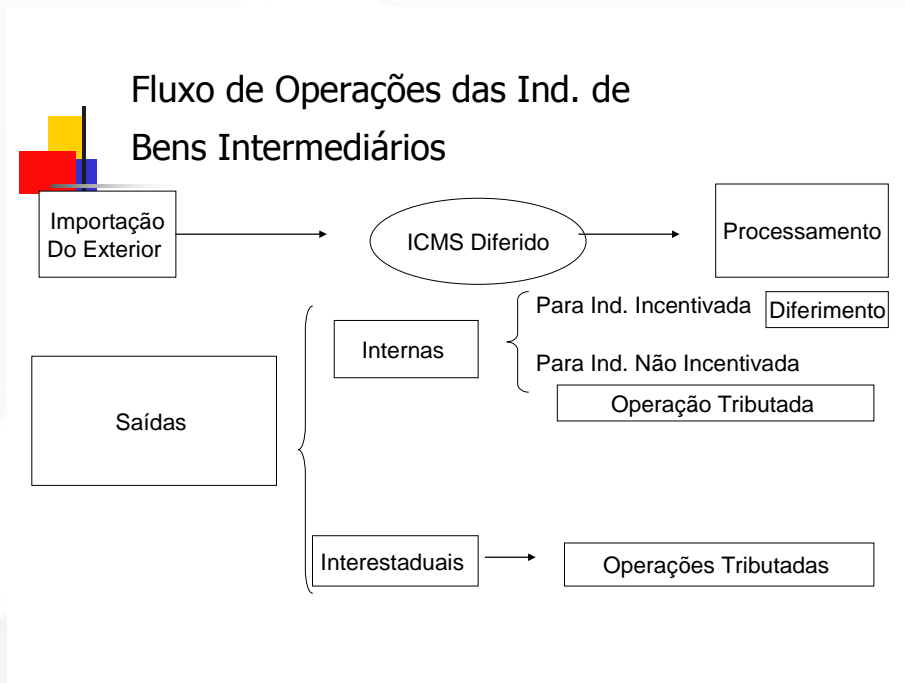 Fluxo de Operações das Ind. de
Bens Intermediários
Importação
Do Exterior
ICMS Diferido
Processamento
Para Ind. Incentivada
Diferimento
Internas
Para Ind. Não Incentivada
Operação Tributada
Saídas
Interestaduais
Operações Tributadas